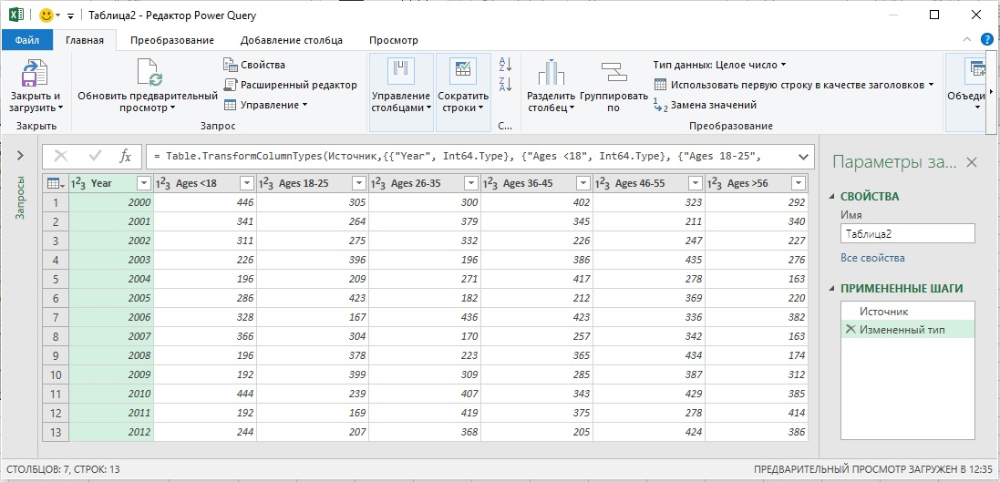 Таблица2 - Редактор Power Query
Файл Главная Преобразование Добавление столбца Просмотр
Закрыть и загрузить
Закрыть
Обновить предварительный просмотр
Свойства
Расширенный редактор
Управление
Запрос
Управление столбцами
Сократить строки
С...
Разделить столбец
Группировать по
Тип данных: Целое число
Использовать первую строку в качестве заголовков
Замена значений
Преобразование
Объеди
Запросы
fx = Table.TransformColumnTypes(Источник,{{"Year", Int64.Type}, {"Ages <18", Int64.Type}, {"Ages 18-25",
Year Ages <18 Ages 18-25 Ages 26-35 Ages 36-45 Ages 46-55 Ages >56
1 2000 446 305 300 402 323 292
2 2001 341 264 379 345 211 340
3 2002 311 275 332 226 247 227
4 2003 226 396 196 386 435 276
5 2004 196 209 271 417 278 163
6 2005 286 423 182 212 369 220
7 2006 328 167 436 423 336 382
8 2007 366 304 170 257 342 163
9 2008 196 378 223 365 434 174
10 2009 192 399 309 285 387 312
11 2010 444 239 407 343 429 385
12 2011 192 169 419 375 278 414
13 2012 244 207 368 205 424 386
Параметры за...
СВОЙСТВА
Имя
Таблица2
Все свойства
ПРИМЕНЕННЫЕ ШАГИ
Источник
Измененный тип
СТОЛБЦОВ: 7, СТРОК: 13
ПРЕДВАРИТЕЛЬНЫЙ ПРОСМОТР ЗАГРУЖЕН В 12:35